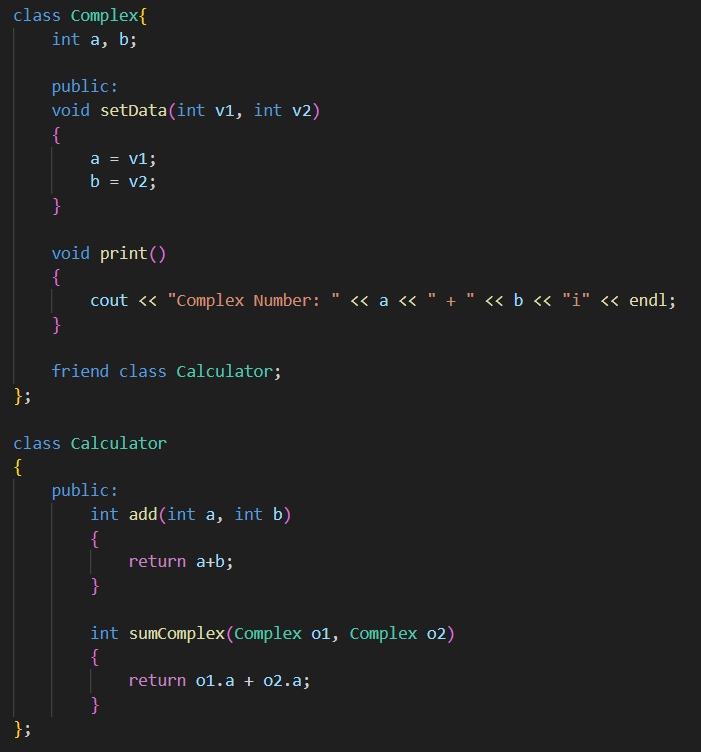 class Complex{
    int a, b;

    public:
    void setData(int v1, int v2)
    {
        a = v1;
        b = v2;
    }

    void print()
    {
        cout << "Complex Number: " << a << " + " << b << "i" << endl;
    }

    friend class Calculator;
};

class Calculator
{
    public:
        int add(int a, int b)
        {
            return a+b;
        }

        int sumComplex(Complex o1, Complex o2)
        {
            return o1.a + o2.a;
        }
};